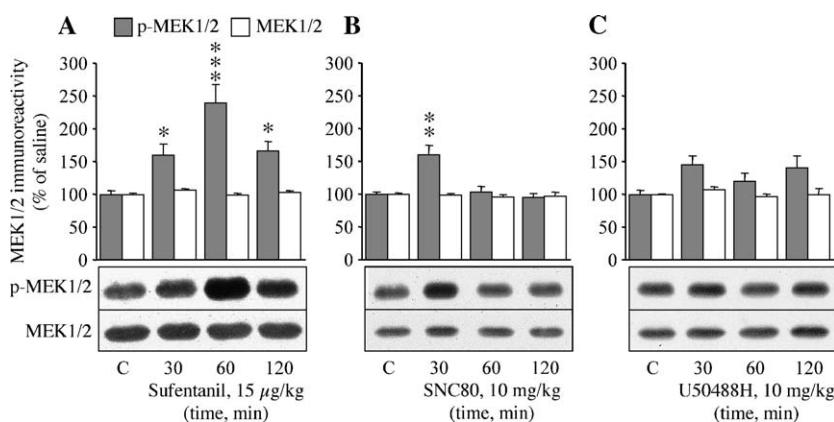 A
p-MEK1/2
MEK1/2
***
*
*
300
250
200
150
100
50
0
MEK1/2 immunoreactivity
(% of saline)
p-MEK1/2
MEK1/2
C 30 60 120
Sufentanil, 15 µg/kg
(time, min)
B
**
300
250
200
150
100
50
0
C 30 60 120
SNC80, 10 mg/kg
(time, min)
C
300
250
200
150
100
50
0
C 30 60 120
U50488H, 10 mg/kg
(time, min)